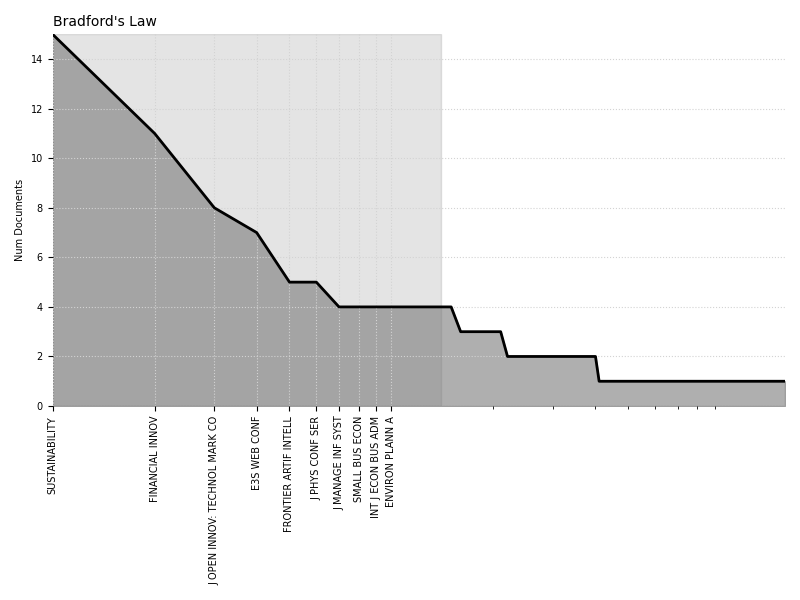 Bradford's Law
Num Documents
14
12
10
8
6
4
2
0
SUSTAINABILITY
FINANCIAL INNOV
J OPEN INNOV: TECHNOL MARK CO
E3S WEB CONF
FRONTIER ARTIF INTELL
J PHYS CONF SER
J MANAGE INF SYST
SMALL BUS ECON
INT J ECON BUS ADM
ENVIRON PLANN A